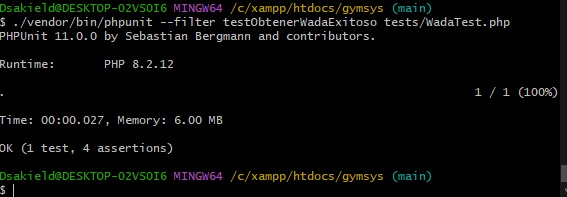 Dsakield@DESKTOP-02VSOI6 MINGW64 /c/xampp/htdocs/gymsys (main)
$ ./vendor/bin/phpunit --filter testObtenerWadaExitoso tests/WadaTest.php
PHPUnit 11.0.0 by Sebastian Bergmann and contributors.
Runtime:       PHP 8.2.12
.                                                                   1 / 1 (100%)
Time: 00:00.027, Memory: 6.00 MB
OK (1 test, 4 assertions)
Dsakield@DESKTOP-02VSOI6 MINGW64 /c/xampp/htdocs/gymsys (main)
$